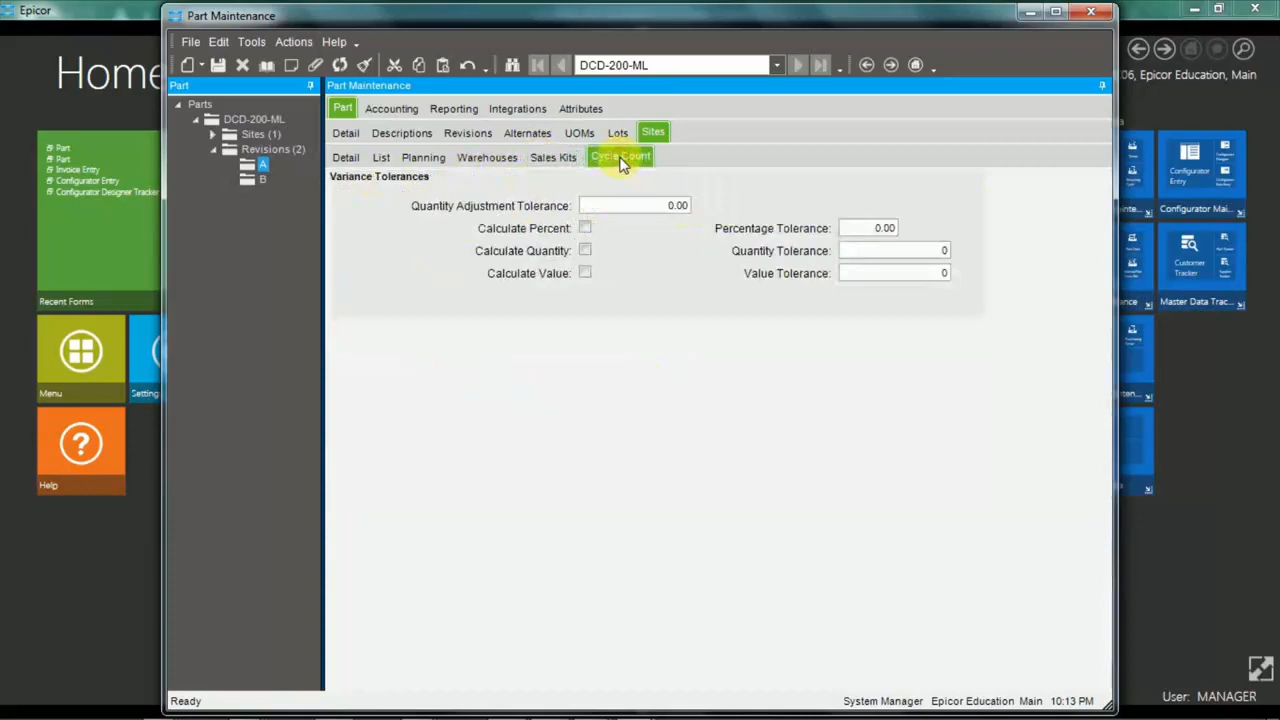 Epicor
Part Maintenance
File Edit Tools Actions Help
DCD-200-ML
Home
06, Epicor Education, Main
Part
Part Maintenance
Parts
DCD-200-ML
Sites (1)
Revisions (2)
A
B
Part Accounting Reporting Integrations Attributes
Detail Descriptions Revisions Alternates UOMs Lots Sites
Detail List Planning Warehouses Sales Kits Cycle Count
Variance Tolerances
Quantity Adjustment Tolerance: 0.00
Calculate Percent: Percentage Tolerance: 0.00
Calculate Quantity: Quantity Tolerance: 0
Calculate Value: Value Tolerance: 0
Part
Part
Invoice Entry
Configurator Entry
Configurator Designer Tracker
Recent Forms
Menu
Setting
Help
Configurator
Entry
Configurator Mai...
Customer
Tracker
Master Data Trac...
User: MANAGER
Ready
System Manager Epicor Education Main 10:13 PM